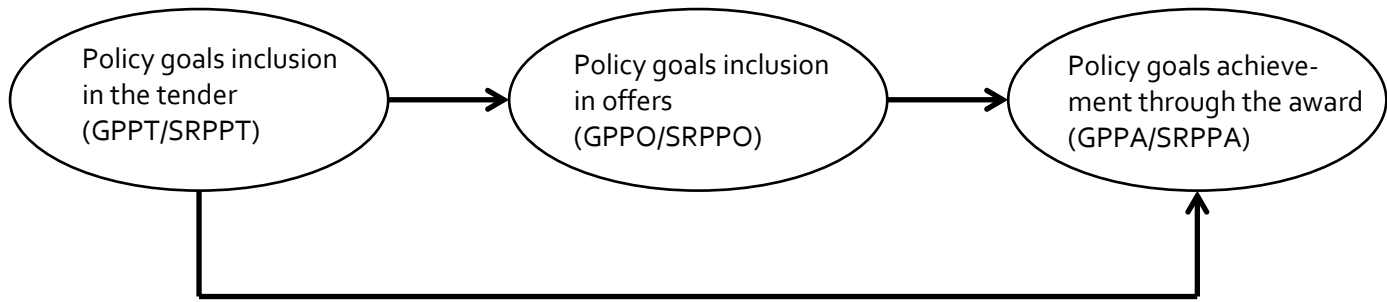 Policy goals inclusion
in the tender
(GPPT/SRPPT)
Policy goals inclusion
in offers
(GPPO/SRPPO)
Policy goals achieve-
ment through the award
(GPPA/SRPPA)